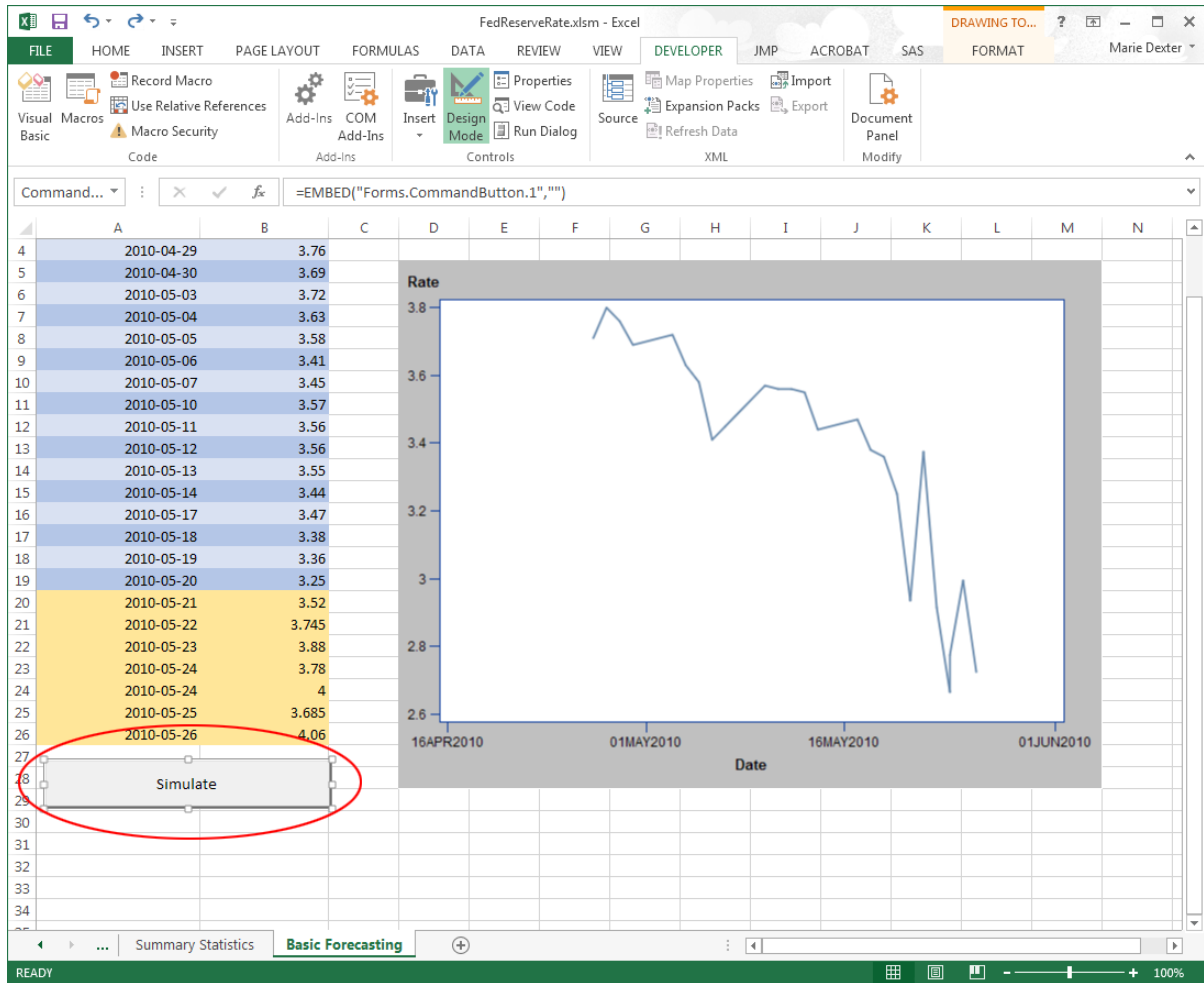 FedReserveRate.xlsm - Excel
DRAWING TO...
?
FILE HOME INSERT PAGE LAYOUT FORMULAS DATA REVIEW VIEW DEVELOPER JMP ACROBAT SAS FORMAT Marie Dexter
Visual Basic
Macros
Record Macro
Use Relative References
Macro Security
Code
Add-Ins
COM Add-Ins
Add-Ins
Insert
Design Mode
Properties
View Code
Run Dialog
Controls
Source
Map Properties
Expansion Packs
Refresh Data
Import
Export
XML
Document Panel
Modify
Command... fx =EMBED("Forms.CommandButton.1","")
A B C D E F G H I J K L M N
4 2010-04-29 3.76
5 2010-04-30 3.69
6 2010-05-03 3.72
7 2010-05-04 3.63
8 2010-05-05 3.58
9 2010-05-06 3.41
10 2010-05-07 3.45
11 2010-05-10 3.57
12 2010-05-11 3.56
13 2010-05-12 3.56
14 2010-05-13 3.55
15 2010-05-14 3.44
16 2010-05-17 3.47
17 2010-05-18 3.38
18 2010-05-19 3.36
19 2010-05-20 3.25
20 2010-05-21 3.52
21 2010-05-22 3.745
22 2010-05-23 3.88
23 2010-05-24 3.78
24 2010-05-24 4
25 2010-05-25 3.685
26 2010-05-26 4.06
27
28
29
30
31
32
33
34
Simulate
Rate
3.8
3.6
3.4
3.2
3
2.8
2.6
16APR2010 01MAY2010 16MAY2010 01JUN2010
Date
... Summary Statistics Basic Forecasting
READY 100%